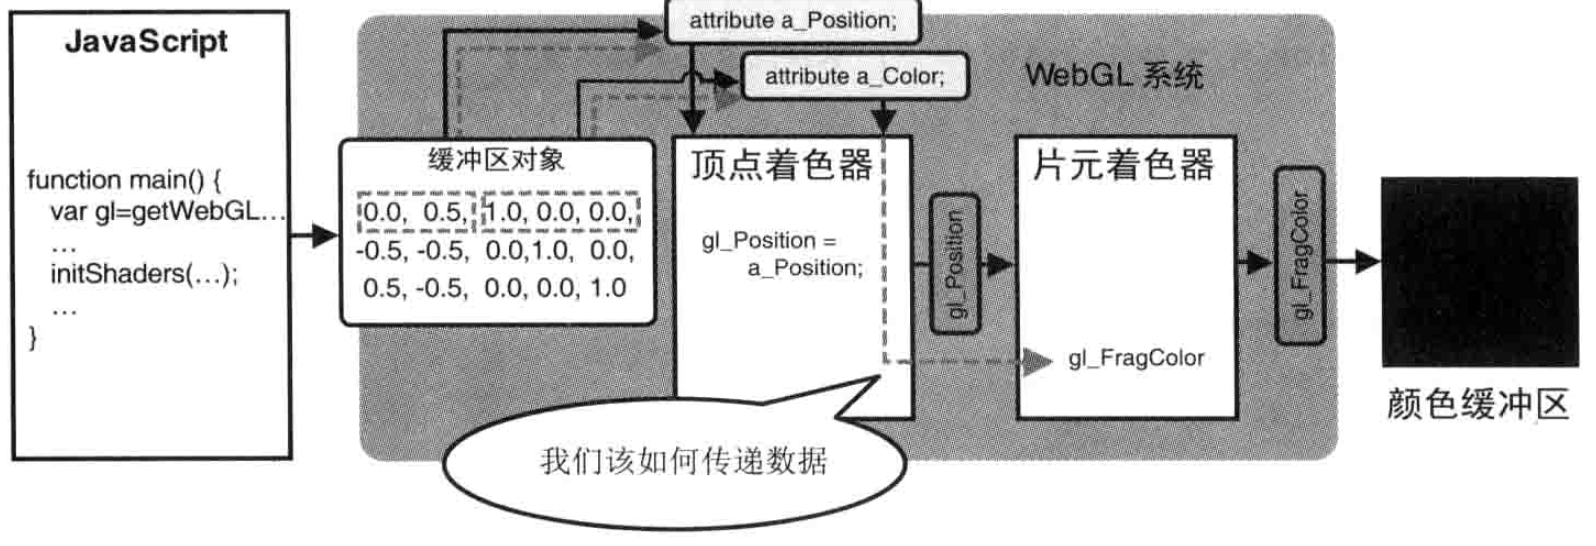 JavaScript
function main() {
var gl=getWebGL…
…
initShaders(…);
…
}
attribute a_Position;
attribute a_Color;
WebGL 系统
缓冲区对象
0.0, 0.5, 1.0, 0.0, 0.0,
-0.5, -0.5, 0.0,1.0, 0.0,
0.5, -0.5, 0.0, 0.0, 1.0
顶点着色器
gl_Position =
a_Position;
gl_Position
片元着色器
gl_FragColor
gl_FragColor
颜色缓冲区
我们该如何传递数据